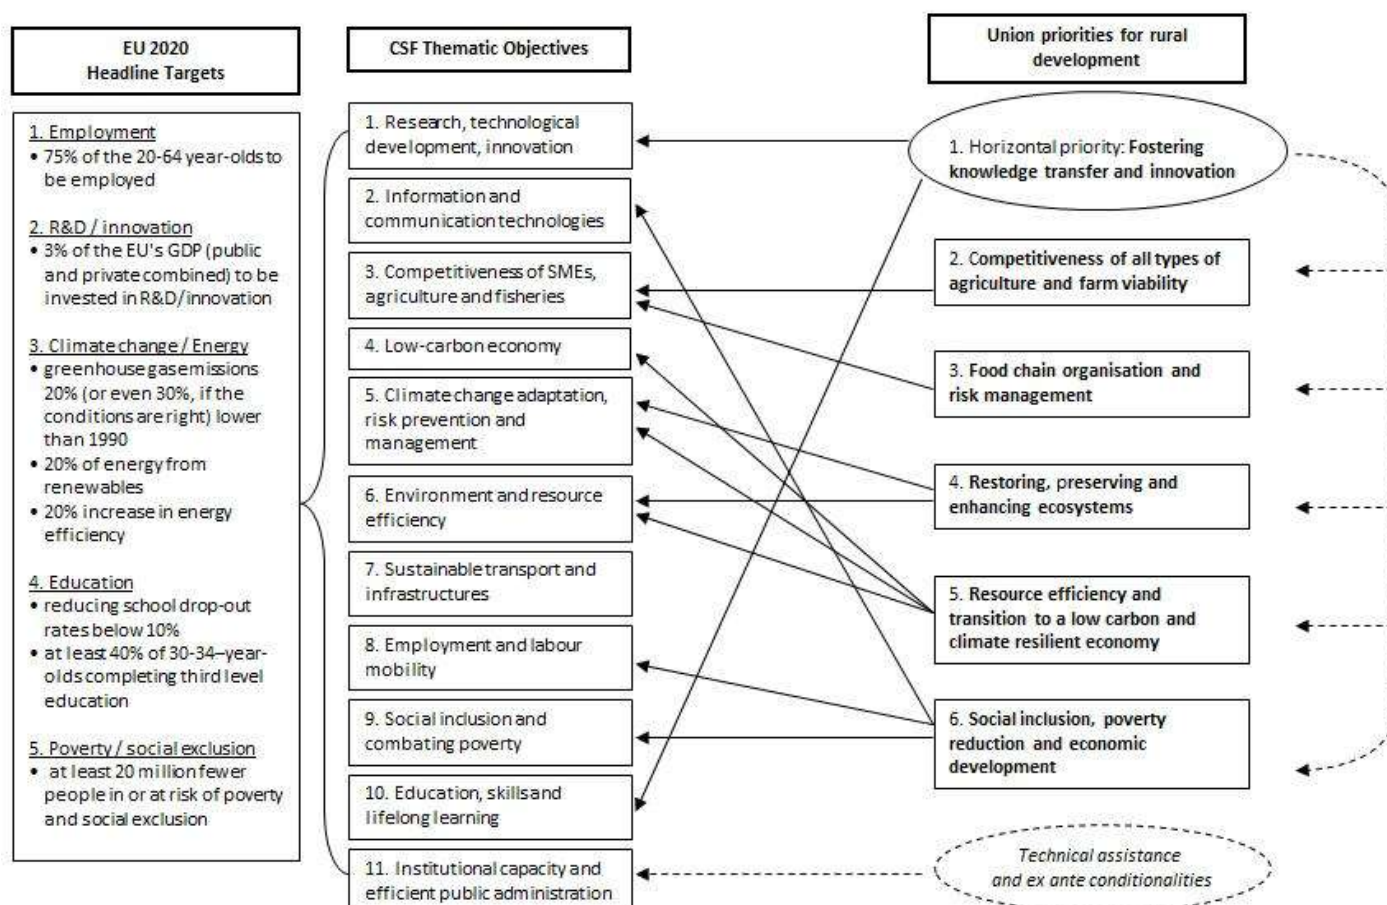 EU 2020
Headline Targets
1. Employment
• 75% of the 20-64 year-olds to
be employed
2. R&D / innovation
• 3% of the EU's GDP (public
and private combined) to be
invested in R&D/innovation
3. Climate change / Energy
• greenhouse gas emissions
20% (or even 30%, if the
conditions are right) lower
than 1990
• 20% of energy from
renewables
• 20% increase in energy
efficiency
4. Education
• reducing school drop-out
rates below 10%
• at least 40% of 30-34–year-
olds completing third level
education
5. Poverty / social exclusion
• at least 20 million fewer
people in or at risk of poverty
and social exclusion
CSF Thematic Objectives
1. Research, technological
development, innovation
2. Information and
communication technologies
3. Competitiveness of SMEs,
agriculture and fisheries
4. Low-carbon economy
5. Climate change adaptation,
risk prevention and
management
6. Environment and resource
efficiency
7. Sustainable transport and
infrastructures
8. Employment and labour
mobility
9. Social inclusion and
combating poverty
10. Education, skills and
lifelong learning
11. Institutional capacity and
efficient public administration
Union priorities for rural
development
1. Horizontal priority: Fostering
knowledge transfer and innovation
2. Competitiveness of all types of
agriculture and farm viability
3. Food chain organisation and
risk management
4. Restoring, preserving and
enhancing ecosystems
5. Resource efficiency and
transition to a low carbon and
climate resilient economy
6. Social inclusion, poverty
reduction and economic
development
Technical assistance
and ex ante conditionalities